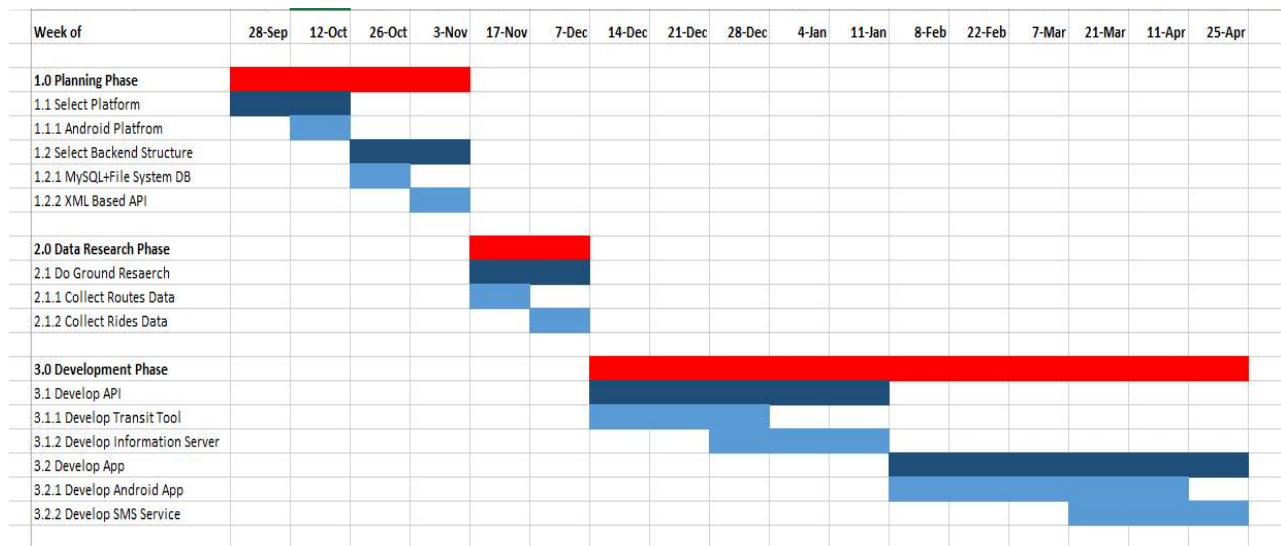 Week of 28-Sep 12-Oct 26-Oct 3-Nov 17-Nov 7-Dec 14-Dec 21-Dec 28-Dec 4-Jan 11-Jan 8-Feb 22-Feb 7-Mar 21-Mar 11-Apr 25-Apr
1.0 Planning Phase
1.1 Select Platform
1.1.1 Android Platfrom
1.2 Select Backend Structure
1.2.1 MySQL+File System DB
1.2.2 XML Based API
2.0 Data Research Phase
2.1 Do Ground Resaerch
2.1.1 Collect Routes Data
2.1.2 Collect Rides Data
3.0 Development Phase
3.1 Develop API
3.1.1 Develop Transit Tool
3.1.2 Develop Information Server
3.2 Develop App
3.2.1 Develop Android App
3.2.2 Develop SMS Service